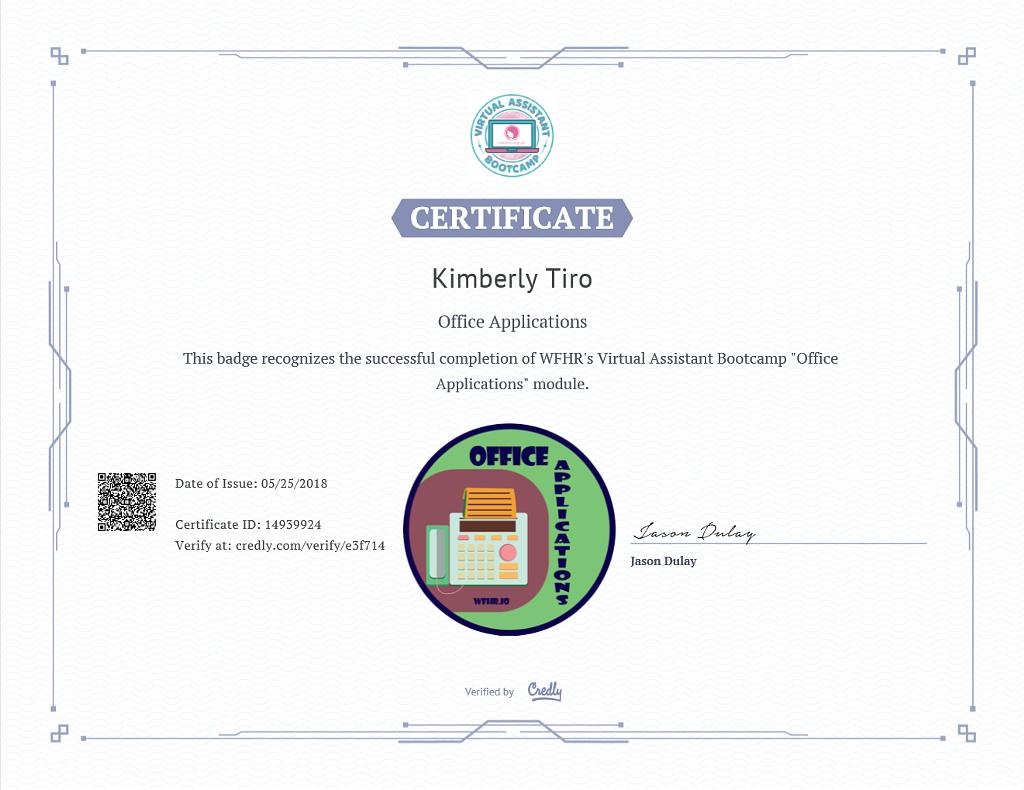 VIRTUAL ASSISTANT
BOOTCAMP
CERTIFICATE
Kimberly Tiro
Office Applications
This badge recognizes the successful completion of WFHR's Virtual Assistant Bootcamp "Office
Applications" module.
OFFICE
APPLICATIONS
WFHR.IO
Date of Issue: 05/25/2018
Certificate ID: 14939924
Verify at: credly.com/verify/e3f714
Jason Dulay
Jason Dulay
Verified by Credly